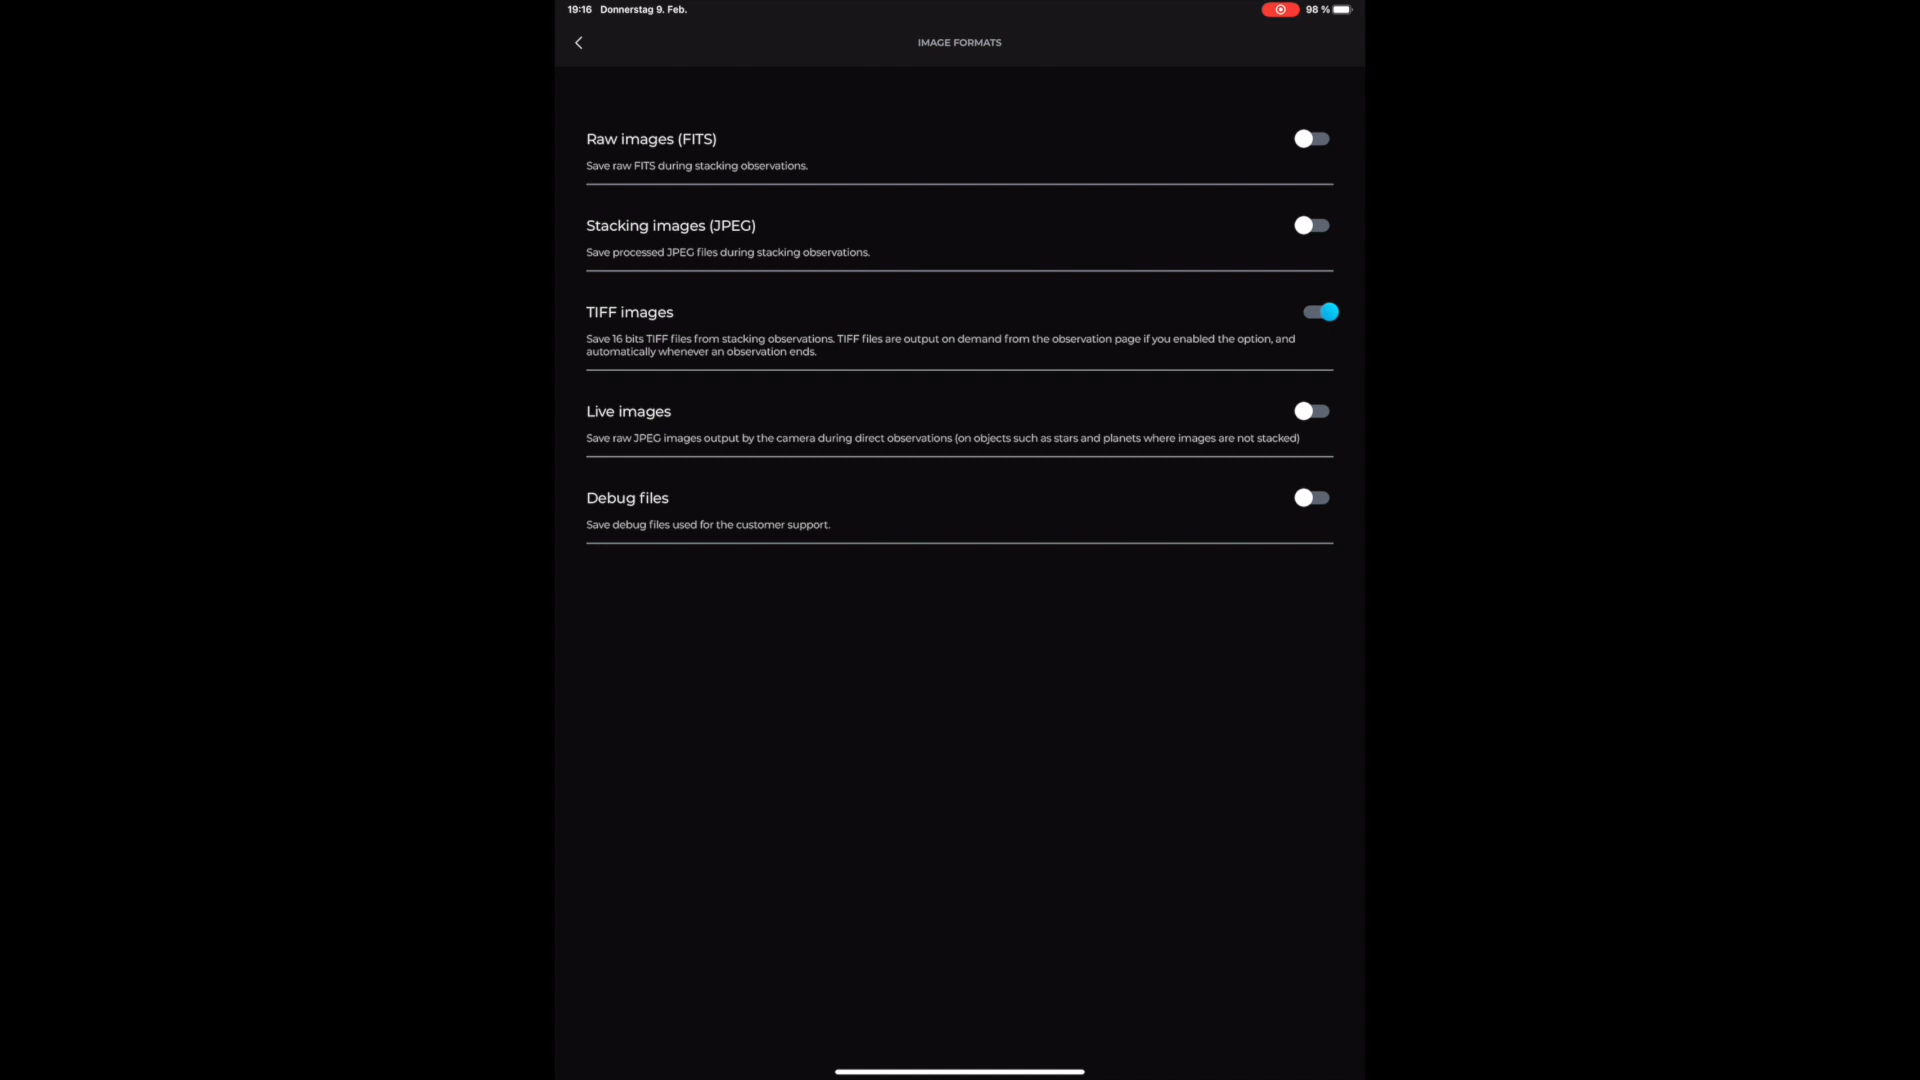 19:16 Donnerstag 9. Feb.
98 %
IMAGE FORMATS
Raw images (FITS)
Save raw FITS during stacking observations.
Stacking images (JPEG)
Save processed JPEG files during stacking observations.
TIFF images
Save 16 bits TIFF files from stacking observations. TIFF files are output on demand from the observation page if you enabled the option, and
automatically whenever an observation ends.
Live images
Save raw JPEG images output by the camera during direct observations (on objects such as stars and planets where images are not stacked)
Debug files
Save debug files used for the customer support.